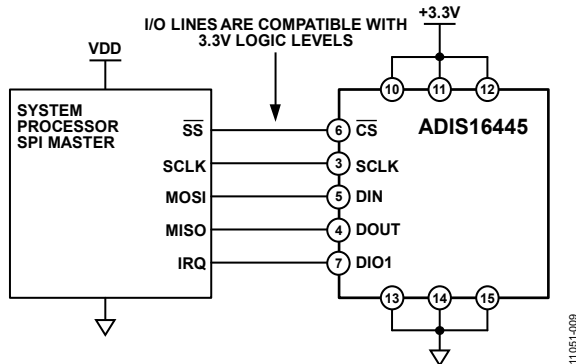 I/O LINES ARE COMPATIBLE WITH
3.3V LOGIC LEVELS
+3.3V
VDD
10 11 12
SYSTEM
PROCESSOR
SPI MASTER
ADIS16445
SS 6 CS
SCLK 3 SCLK
MOSI 5 DIN
MISO 4 DOUT
IRQ 7 DIO1
13 14 15
11051-009